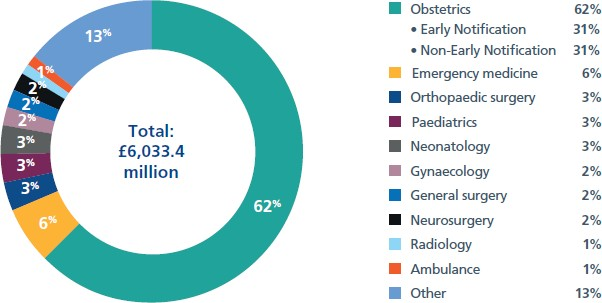 13%
1%
2%
2%
2%
3%
3%
3%
6%
62%
Total:
£6,033.4
million
Obstetrics 62%
• Early Notification 31%
• Non-Early Notification 31%
Emergency medicine 6%
Orthopaedic surgery 3%
Paediatrics 3%
Neonatology 3%
Gynaecology 2%
General surgery 2%
Neurosurgery 2%
Radiology 1%
Ambulance 1%
Other 13%